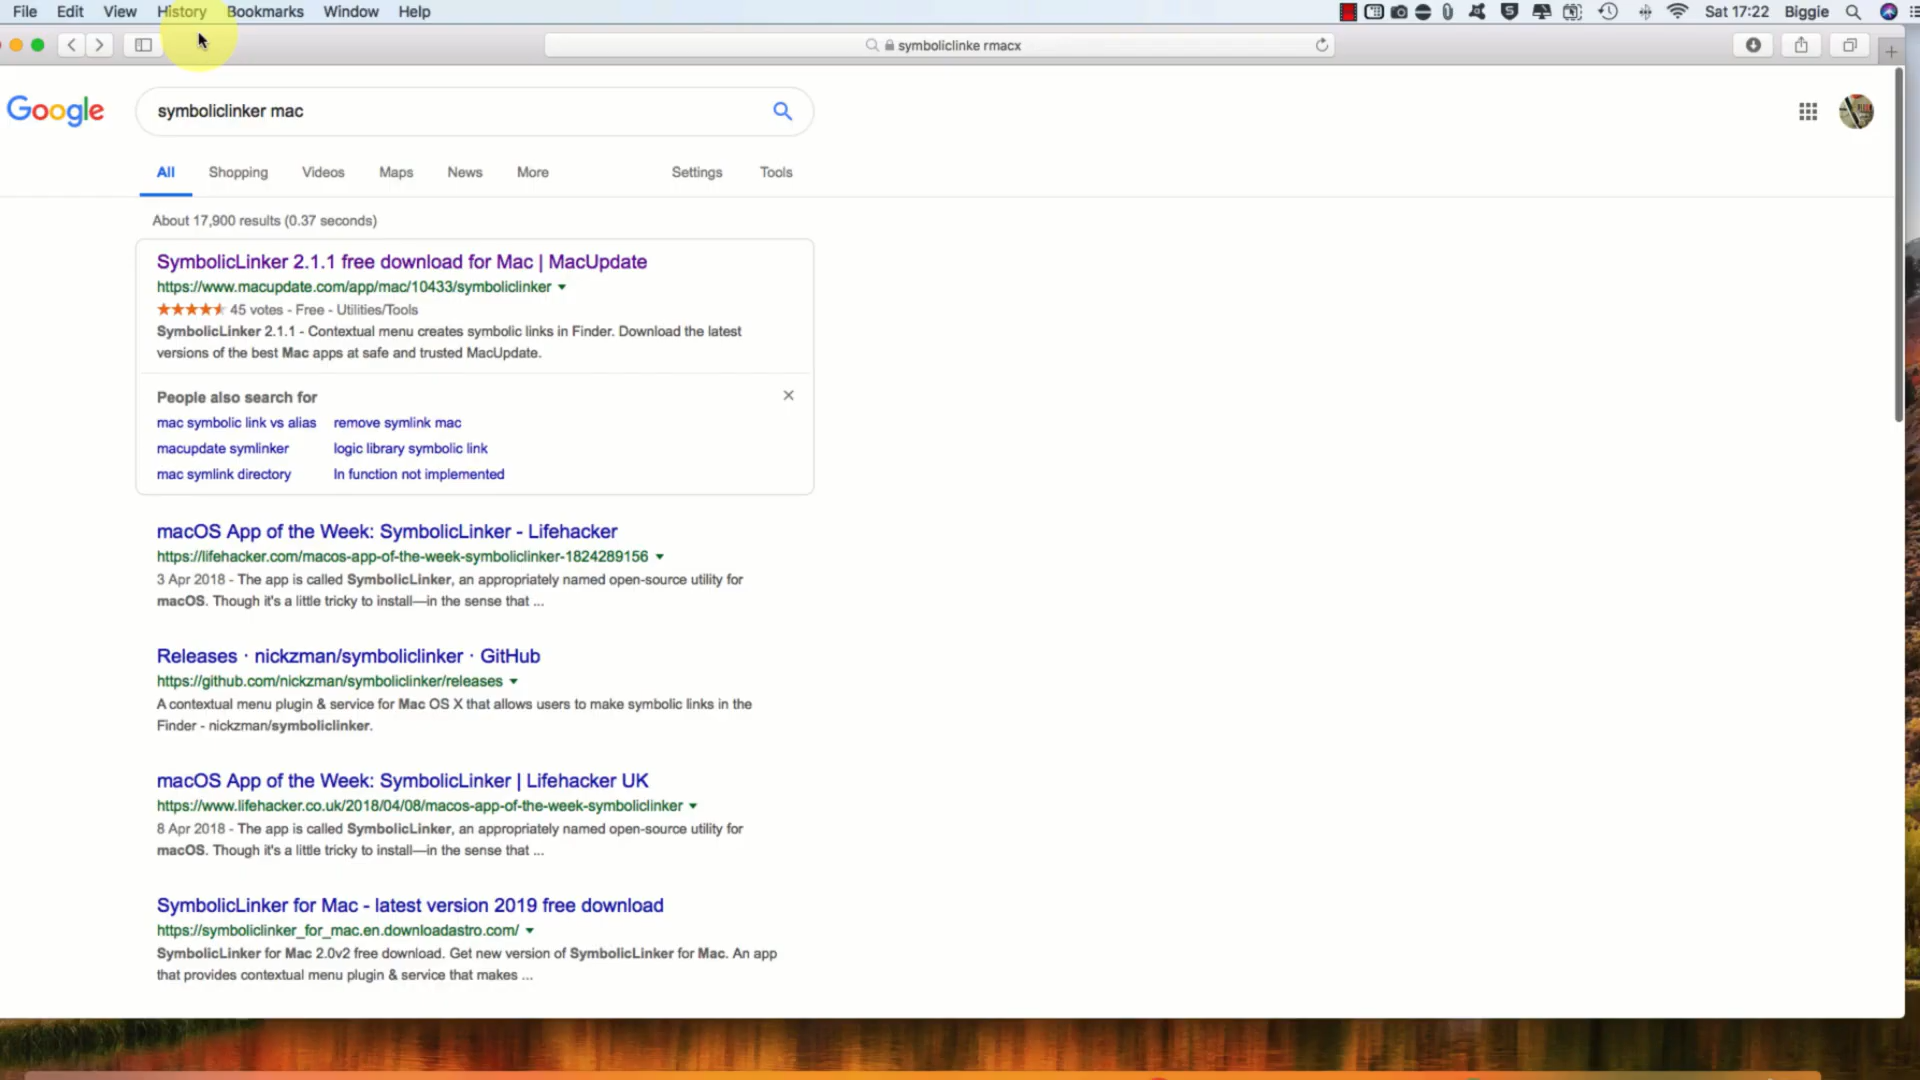 File Edit View History Bookmarks Window Help
Sat 17:22 Biggie
symboliclinke rmacx
Google
symboliclinker mac
All Shopping Videos Maps News More Settings Tools
About 17,900 results (0.37 seconds)
SymbolicLinker 2.1.1 free download for Mac | MacUpdate
https://www.macupdate.com/app/mac/10433/symboliclinker
45 votes - Free - Utilities/Tools
SymbolicLinker 2.1.1 - Contextual menu creates symbolic links in Finder. Download the latest
versions of the best Mac apps at safe and trusted MacUpdate.
People also search for
mac symbolic link vs alias remove symlink mac
macupdate symlinker logic library symbolic link
mac symlink directory ln function not implemented
macOS App of the Week: SymbolicLinker - Lifehacker
https://lifehacker.com/macos-app-of-the-week-symboliclinker-1824289156
3 Apr 2018 - The app is called SymbolicLinker, an appropriately named open-source utility for
macOS. Though it's a little tricky to install—in the sense that ...
Releases · nickzman/symboliclinker · GitHub
https://github.com/nickzman/symboliclinker/releases
A contextual menu plugin & service for Mac OS X that allows users to make symbolic links in the
Finder - nickzman/symboliclinker.
macOS App of the Week: SymbolicLinker | Lifehacker UK
https://www.lifehacker.co.uk/2018/04/08/macos-app-of-the-week-symboliclinker
8 Apr 2018 - The app is called SymbolicLinker, an appropriately named open-source utility for
macOS. Though it's a little tricky to install—in the sense that ...
SymbolicLinker for Mac - latest version 2019 free download
https://symboliclinker_for_mac.en.downloadastro.com/
SymbolicLinker for Mac 2.0v2 free download. Get new version of SymbolicLinker for Mac. An app
that provides contextual menu plugin & service that makes ...